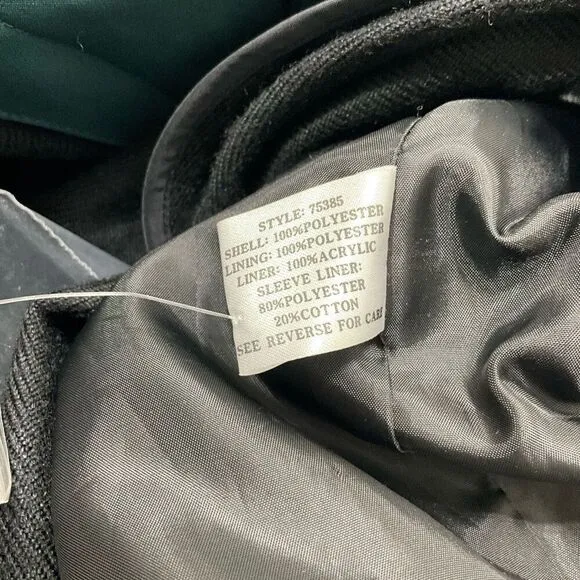 STYLE: 75385
SHELL: 100%POLYESTER
LINING: 100%POLYESTER
LINER: 100%ACRYLIC
SLEEVE LINER:
80%POLYESTER
20%COTTON
SEE REVERSE FOR CARE